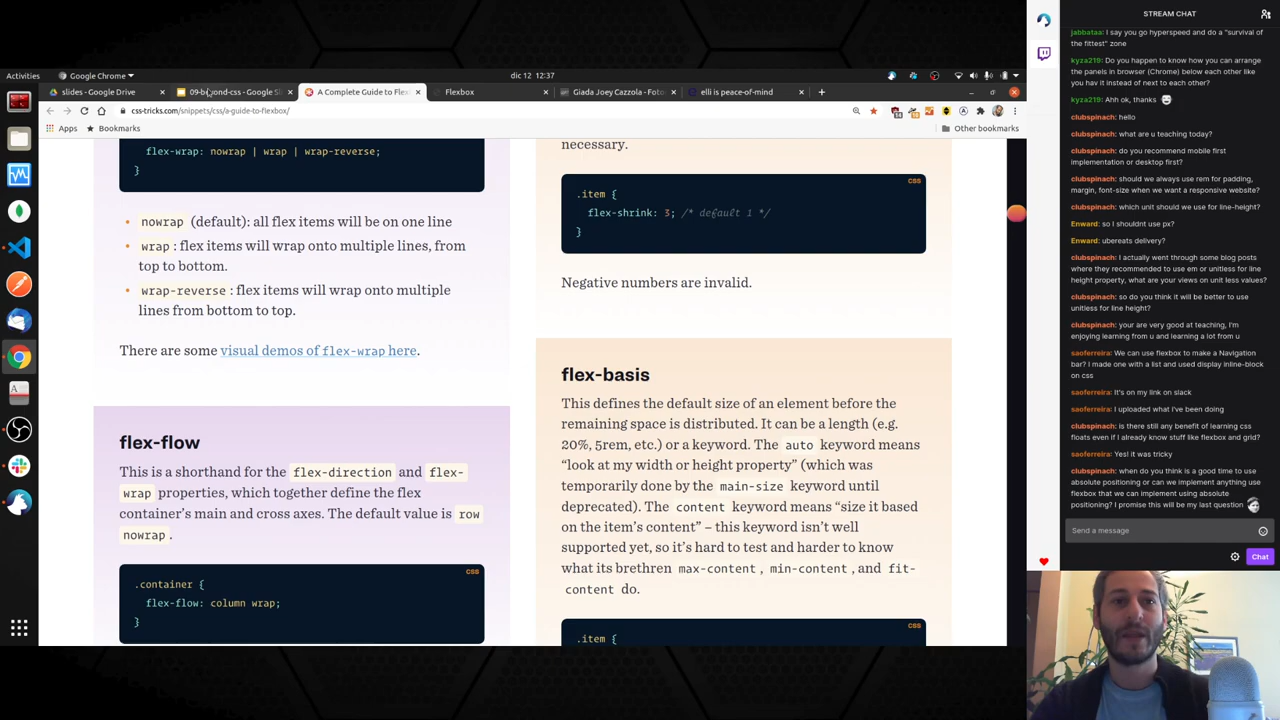 Activities
Google Chrome
dic 12 12:37
slides - Google Drive
A Complete Guide to Fle
Flexbox
Giada Joey Cazzola - Fot
elli is peace-of-mind
css-tricks.com/snippets/css/a-guide-to-flexbox/
Apps
Bookmarks
Other bookmarks
flex-wrap: nowrap | wrap | wrap-reverse;
}
nowrap (default): all flex items will be on one line
wrap : flex items will wrap onto multiple lines, from
top to bottom.
wrap-reverse : flex items will wrap onto multiple
lines from bottom to top.
There are some visual demos of flex-wrap here.
flex-flow
This is a shorthand for the flex-direction and flex-
wrap properties, which together define the flex
container's main and cross axes. The default value is row
nowrap .
CSS
.container {
flex-flow: column wrap;
}
necessary.
CSS
.item {
flex-shrink: 3; /* default 1 */
}
Negative numbers are invalid.
flex-basis
This defines the default size of an element before the
remaining space is distributed. It can be a length (e.g.
20%, 5rem, etc.) or a keyword. The auto keyword means
“look at my width or height property” (which was
temporarily done by the main-size keyword until
deprecated). The content keyword means “size it based
on the item's content” – this keyword isn't well
supported yet, so it's hard to test and harder to know
what its brethren max-content , min-content , and fit-
content do.
CSS
.item {
STREAM CHAT
jabbataa: I say you go hyperspeed and do a "survival of
the fittest" zone
kyza219: Do you happen to know how you can arrange
the panels in browser (Chrome) below each other like
you hav it instead of next to each other?
kyza219: Ahh ok, thanks
clubspinach: hello
clubspinach: what are u teaching today?
clubspinach: do you recommend mobile first
implementation or desktop first?
clubspinach: should we always use rem for padding,
margin, font-size when we want a responsive website?
clubspinach: which unit should we use for line-height?
Enward: so I shouldnt use px?
Enward: ubereats delivery?
clubspinach: I actually went through some blog posts
where they recommended to use em or unitless for line
height property, what are your views on unit less values?
clubspinach: so do you think it will be better to use
unitless for line height?
clubspinach: your are very good at teaching, I'm
enjoying learning from u and learning a lot from u
saoferreira: We can use flexbox to make a Navigation
bar? I made one with a list and used display inline-block
on css
saoferreira: It's on my link on slack
saoferreira: I uploaded what I've been doing
clubspinach: is there still any benefit of learning css
floats even if I already know stuff like flexbox and grid?
saoferreira: Yes! it was tricky
clubspinach: when do you think is a good time to use
absolute positioning or can we implement anything use
flexbox that we can implement using absolute
positioning? I promise this will be my last question
Send a message
Chat